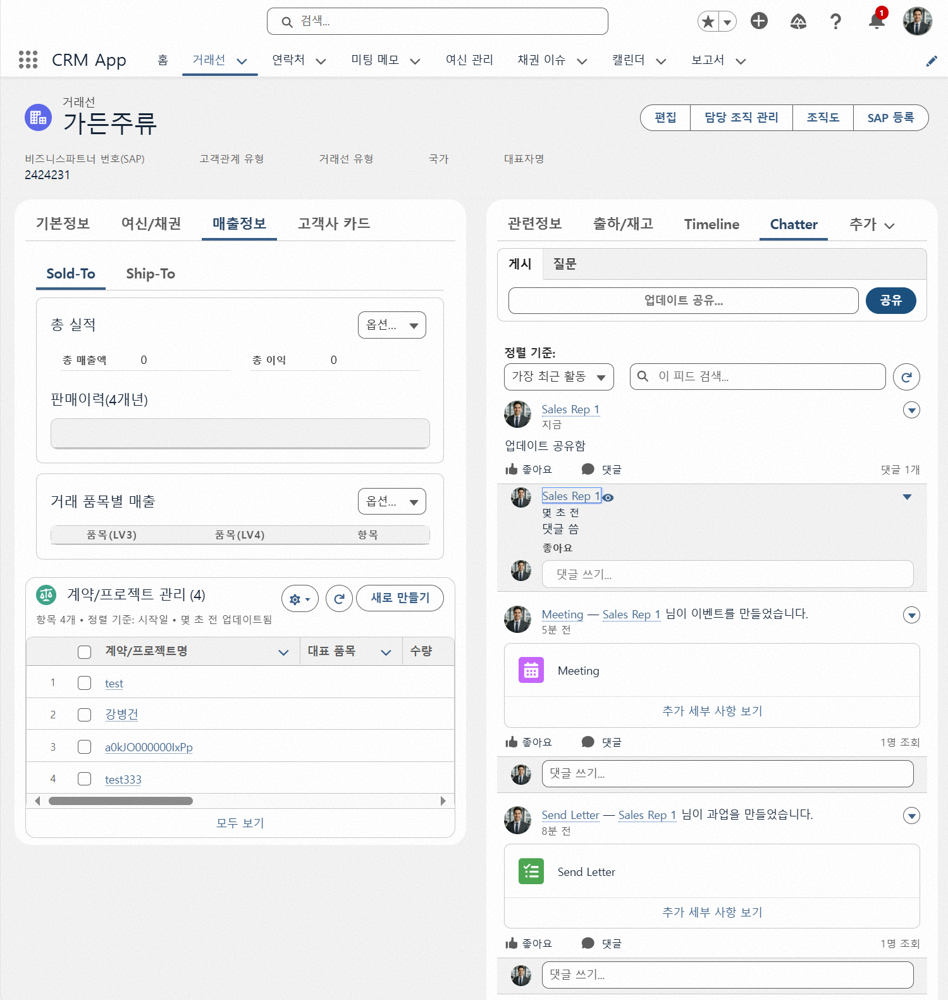 검색...
1
CRM App
홈
거래선
연락처
미팅 메모
여신 관리
채권 이슈
캘린더
보고서
거래선
가든주류
편집
담당 조직 관리
조직도
SAP 등록
비즈니스파트너 번호(SAP)
고객관계 유형
거래선 유형
국가
대표자명
2424231
기본정보
여신/채권
매출정보
고객사 카드
Sold-To
Ship-To
총 실적
옵션...
총 매출액
0
총 이익
0
판매이력(4개년)
거래 품목별 매출
옵션...
품목(LV3)
품목(LV4)
항목
계약/프로젝트 관리 (4)
새로 만들기
항목 4개 • 정렬 기준: 시작일 • 몇 초 전 업데이트됨
계약/프로젝트명
대표 품목
수량
1
test
2
강병건
3
a0kJO000000IxPp
4
test333
모두 보기
관련정보
출하/재고
Timeline
Chatter
추가
게시
질문
업데이트 공유...
공유
정렬 기준:
가장 최근 활동
이 피드 검색...
Sales Rep 1
지금
업데이트 공유함
좋아요
댓글
댓글 1개
Sales Rep 1
몇 초 전
댓글 씀
좋아요
댓글 쓰기...
Meeting — Sales Rep 1 님이 이벤트를 만들었습니다.
5분 전
Meeting
추가 세부 사항 보기
좋아요
댓글
1명 조회
댓글 쓰기...
Send Letter — Sales Rep 1 님이 과업을 만들었습니다.
8분 전
Send Letter
추가 세부 사항 보기
좋아요
댓글
1명 조회
댓글 쓰기...